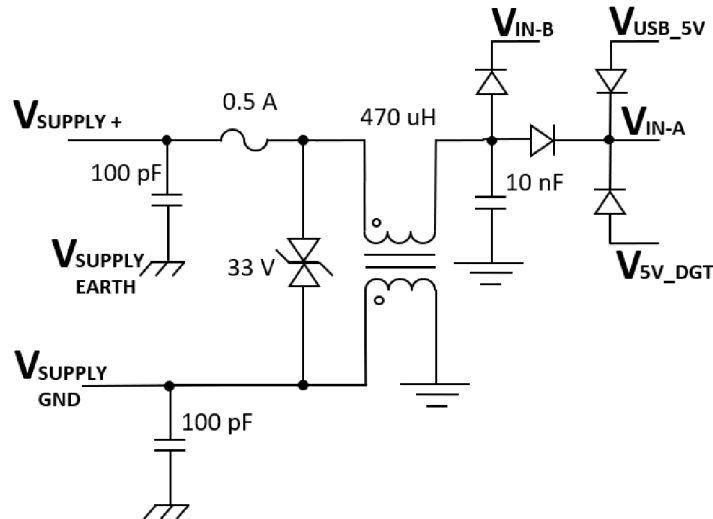 VIN-B
VUSB_5V
0.5 A
VSUPPLY +
470 uH
VIN-A
100 pF
10 nF
VSUPPLY
EARTH
33 V
V5V_DGT
VSUPPLY
GND
100 pF